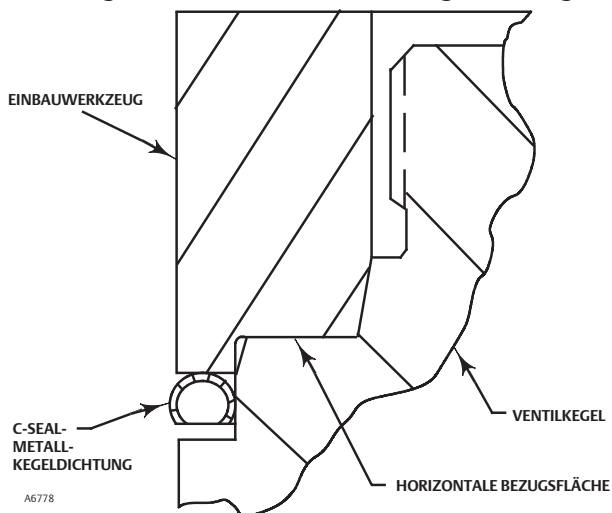 EINBAUWERKZEUG
C-SEAL-
METALL-
KEGELDICHTUNG
VENTILKEGEL
HORIZONTALE BEZUGSFLÄCHE
A6778